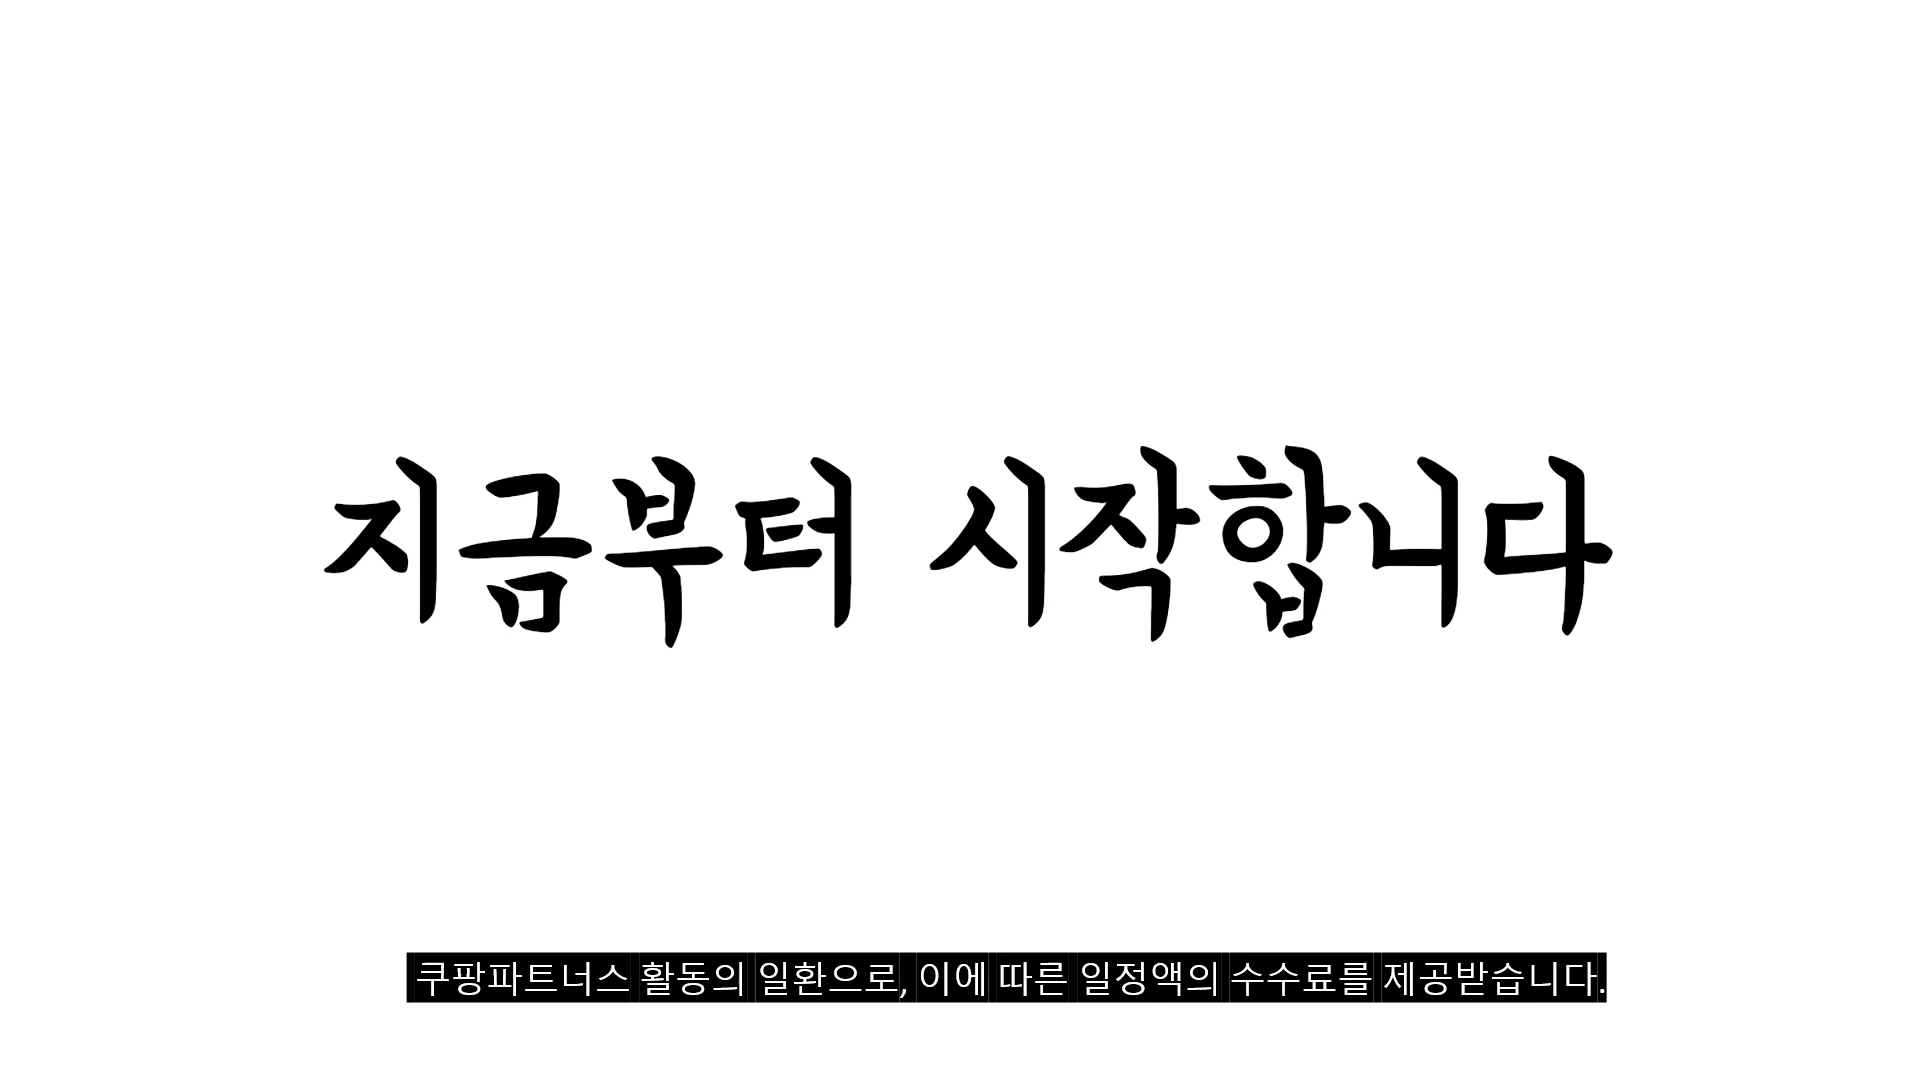 지금부터 시작합니다
쿠팡파트너스 활동의 일환으로, 이에 따른 일정액의 수수료를 제공받습니다.